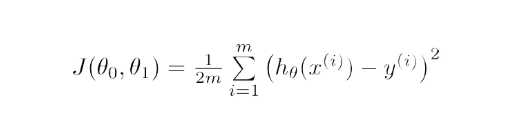 J(θ₀, θ₁) = 1/2m ∑ᵢ₌₁ᵐ (h_θ(x⁽ⁱ⁾) − y⁽ⁱ⁾)²